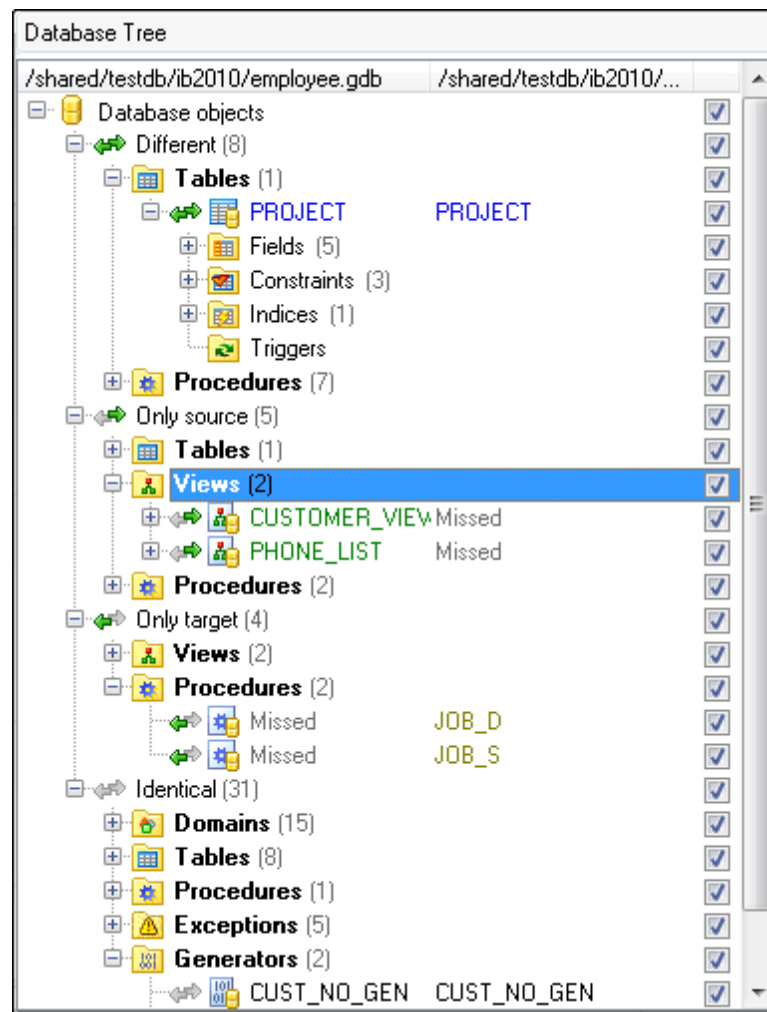 Database Tree
/shared/testdb/ib2010/employee.gdb /shared/testdb/ib2010/...
Database objects
Different (8)
Tables (1)
PROJECT PROJECT
Fields (5)
Constraints (3)
Indices (1)
Triggers
Procedures (7)
Only source (5)
Tables (1)
Views (2)
CUSTOMER_VIEW Missed
PHONE_LIST Missed
Procedures (2)
Only target (4)
Views (2)
Procedures (2)
Missed JOB_D
Missed JOB_S
Identical (31)
Domains (15)
Tables (8)
Procedures (1)
Exceptions (5)
Generators (2)
CUST_NO_GEN CUST_NO_GEN